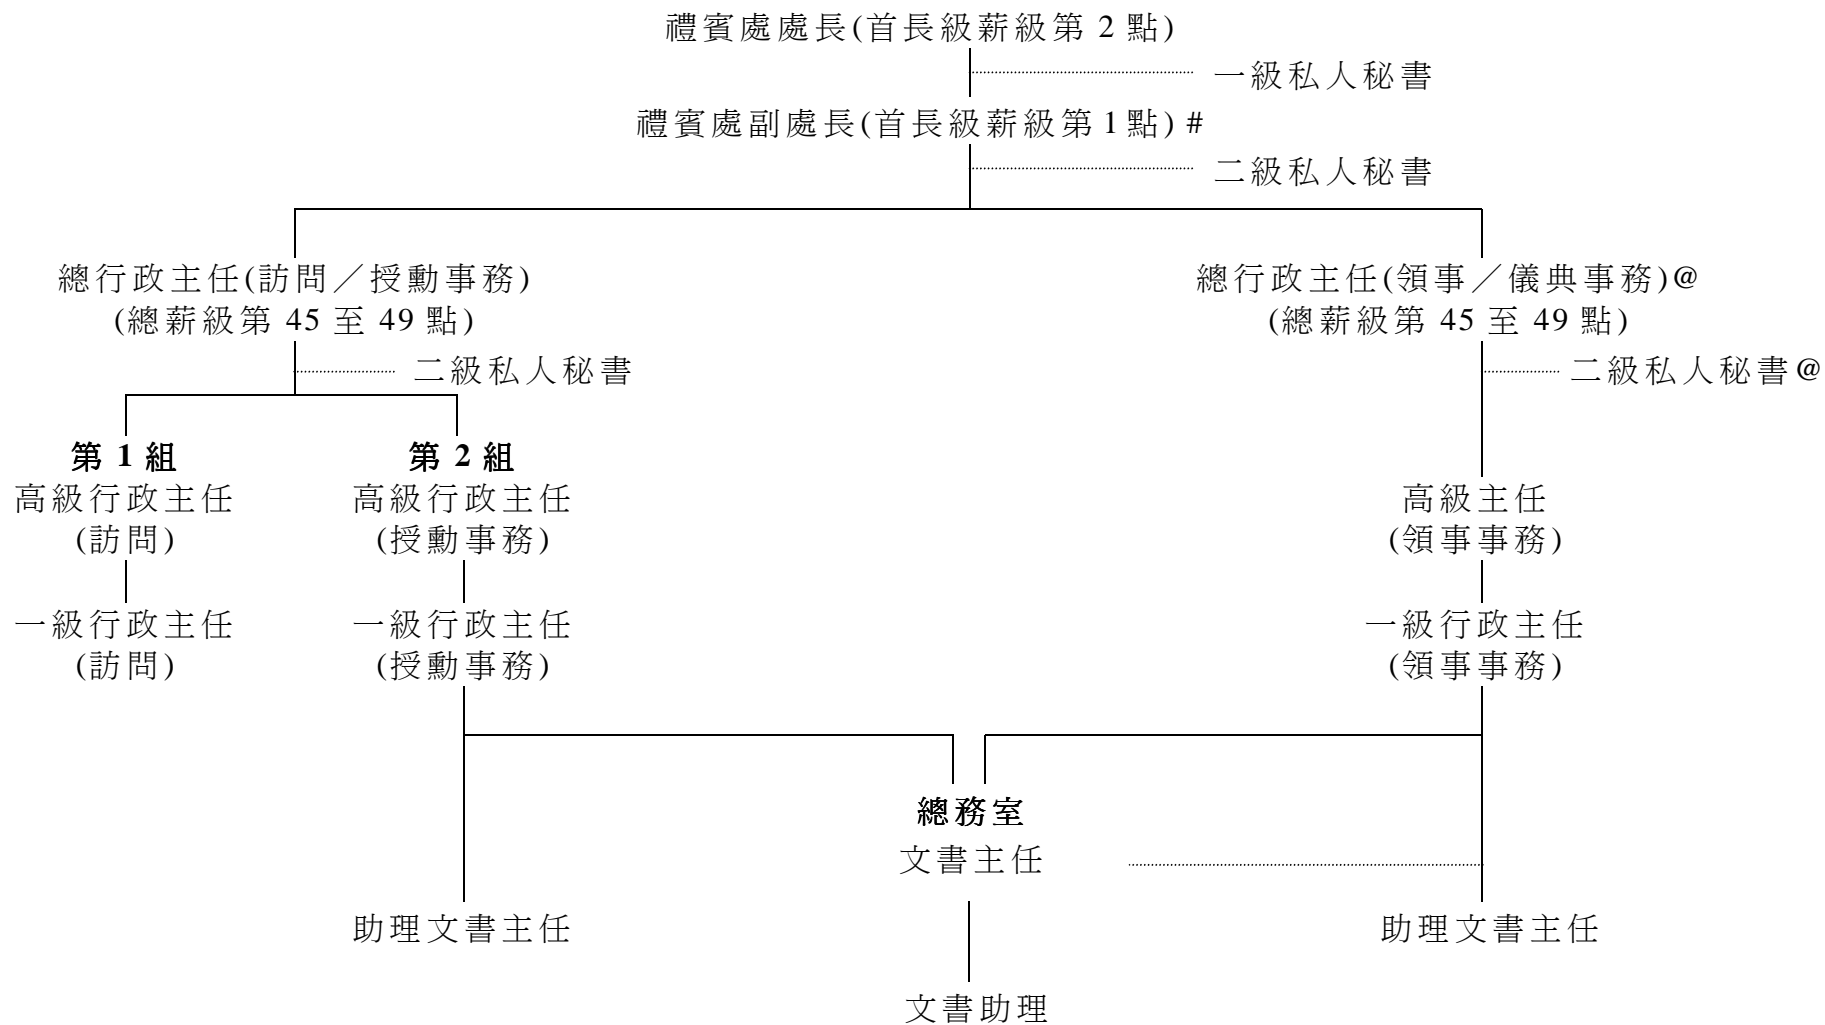 禮賓處處長(首長級薪級第 2 點)
一級私人秘書
禮賓處副處長(首長級薪級第 1 點) #
二級私人秘書
總行政主任(訪問／授勳事務)
(總薪級第 45 至 49 點)
總行政主任(領事／儀典事務)@
(總薪級第 45 至 49 點)
二級私人秘書
二級私人秘書@
第 1 組
高級行政主任
(訪問)
第 2 組
高級行政主任
(授勳事務)
高級主任
(領事事務)
一級行政主任
(訪問)
一級行政主任
(授勳事務)
一級行政主任
(領事事務)
總務室
文書主任
助理文書主任
助理文書主任
文書助理